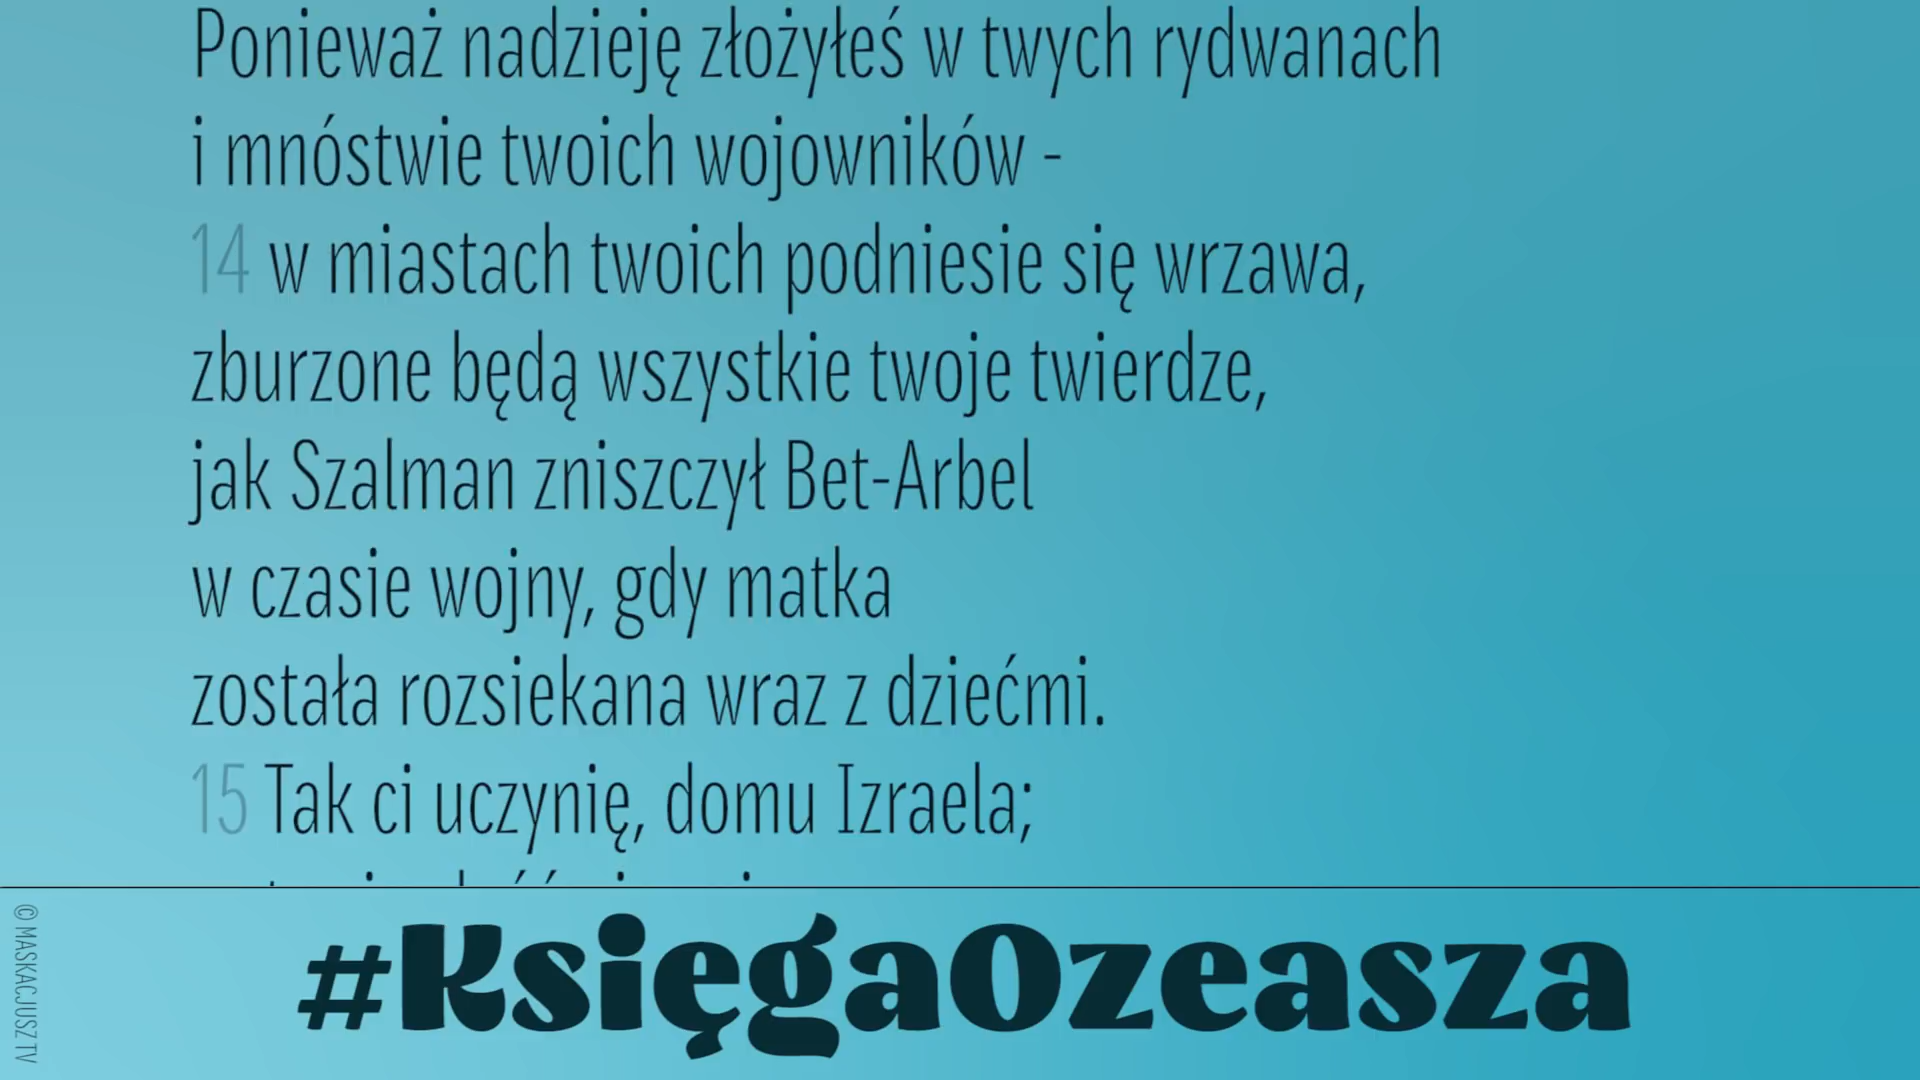 Ponieważ nadzieję złożyłeś w twych rydwanach
i mnóstwie twoich wojowników -
14 w miastach twoich podniesie się wrzawa,
zburzone będą wszystkie twoje twierdze,
jak Szalman zniszczył Bet-Arbel
w czasie wojny, gdy matka
została rozsiekana wraz z dziećmi.
15 Tak ci uczynię, domu Izraela;
#KsięgaOzeasza
© MASKACJUSZ TV